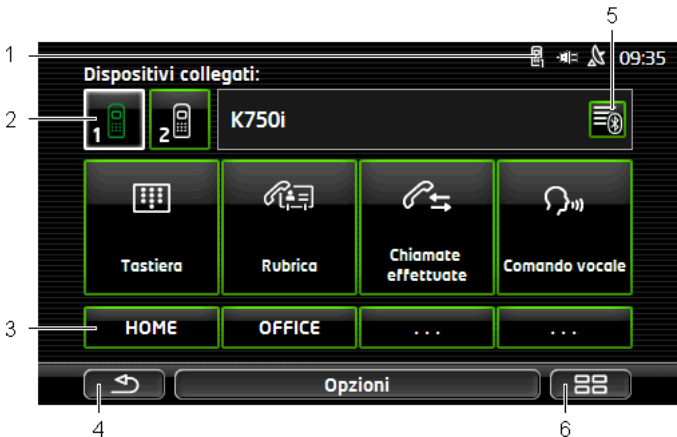 5
1
09:35
Dispositivi collegati:
2
1
2
K750i
Tastiera
Rubrica
Chiamate
effettuate
Comando vocale
3
HOME
OFFICE
...
...
Opzioni
4
6